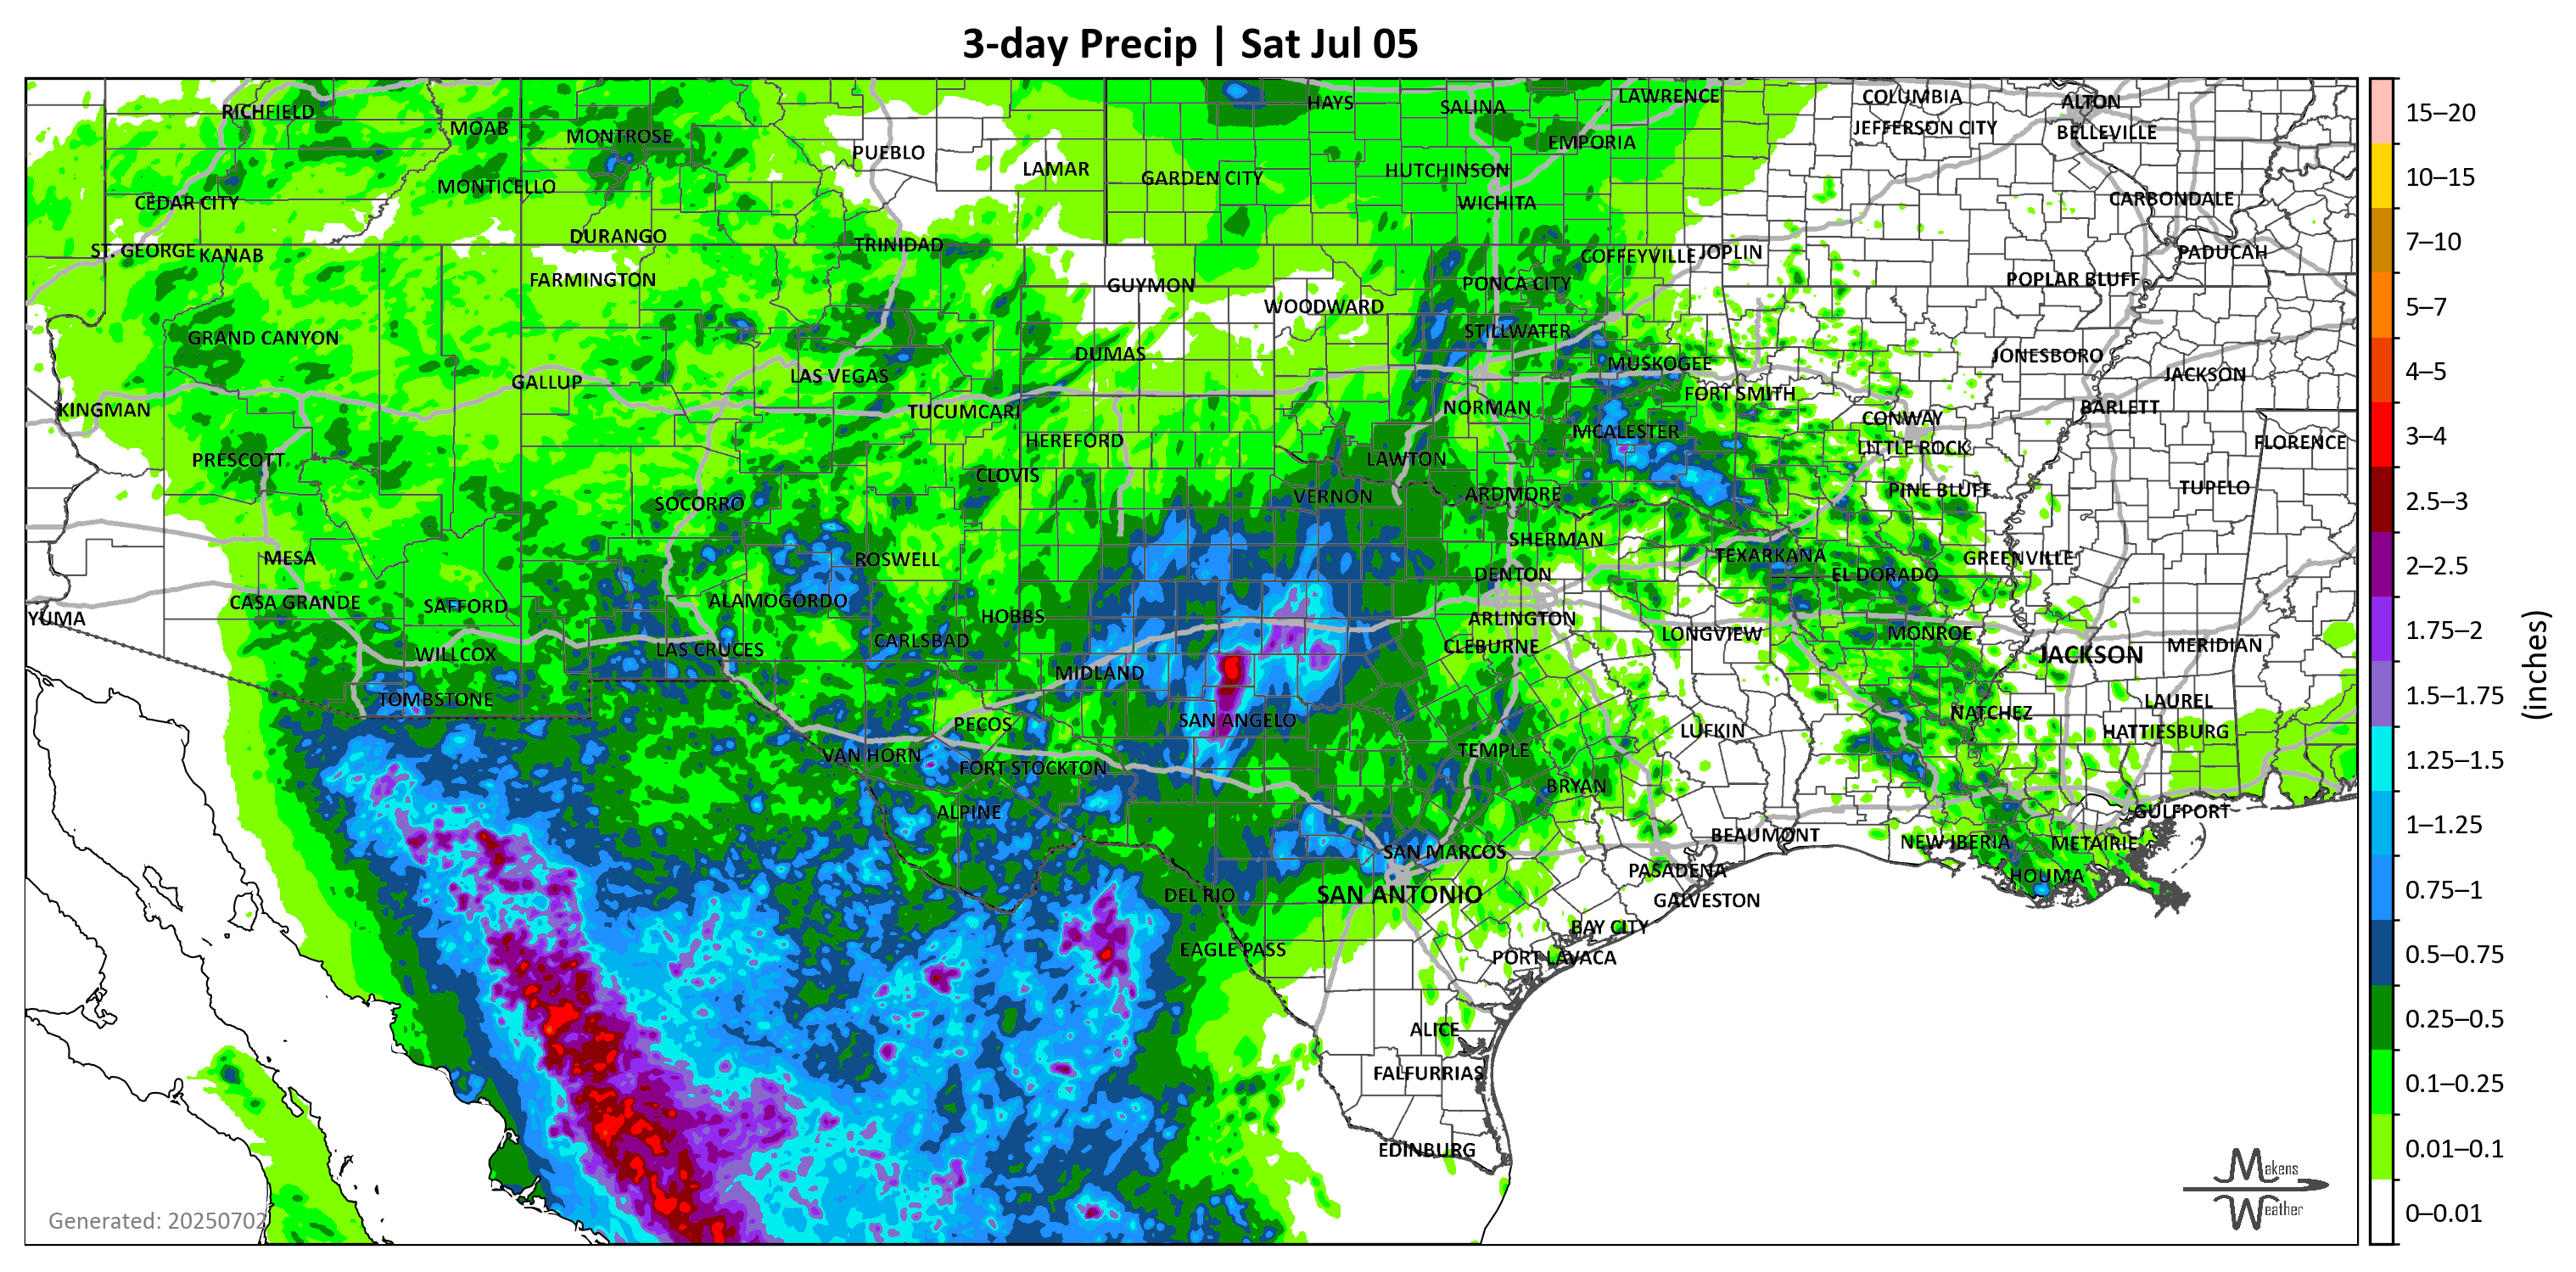 3-day Precip | Sat Jul 05
RICHFIELD
MOAB
MONTROSE
PUEBLO
LAMAR
HAYS
SALINA
LAWRENCE
COLUMBIA
ALTON
JEFFERSON CITY
BELLEVILLE
EMPORIA
HUTCHINSON
GARDEN CITY
MONTICELLO
CEDAR CITY
WICHITA
CARBONDALE
DURANGO
TRINIDAD
ST. GEORGE
KANAB
COFFEYVILLE
JOPLIN
PADUCAH
FARMINGTON
GUYMON
PONCA CITY
POPLAR BLUFF
WOODWARD
GRAND CANYON
STILLWATER
DUMAS
JONESBORO
MUSKOGEE
LAS VEGAS
JACKSON
GALLUP
FORT SMITH
KINGMAN
TUCUMCARI
NORMAN
BARLETT
CONWAY
MCALESTER
HEREFORD
FLORENCE
LITTLE ROCK
PRESCOTT
LAWTON
CLOVIS
TUPELO
PINE BLUFF
VERNON
ARDMORE
SOCORRO
SHERMAN
MESA
ROSWELL
TEXARKANA
GREENVILLE
DENTON
EL DORADO
CASA GRANDE
SAFFORD
ALAMOGORDO
HOBBS
YUMA
ARLINGTON
LONGVIEW
MONROE
CARLSBAD
CLEBURNE
MERIDIAN
WILLCOX
LAS CRUCES
JACKSON
MIDLAND
TOMBSTONE
LAUREL
NATCHEZ
SAN ANGELO
PECOS
LUFKIN
HATTIESBURG
TEMPLE
VAN HORN
FORT STOCKTON
BRYAN
ALPINE
GULFPORT
BEAUMONT
NEW IBERIA
METAIRIE
SAN MARCOS
PASADENA
HOUMA
DEL RIO
SAN ANTONIO
GALVESTON
BAY CITY
EAGLE PASS
PORT LAVACA
ALICE
FALFURRIAS
EDINBURG
Generated: 20250702
Makens
Weather
15–20
10–15
7–10
5–7
4–5
3–4
2.5–3
2–2.5
1.75–2
1.5–1.75
1.25–1.5
1–1.25
0.75–1
0.5–0.75
0.25–0.5
0.1–0.25
0.01–0.1
0–0.01
(inches)